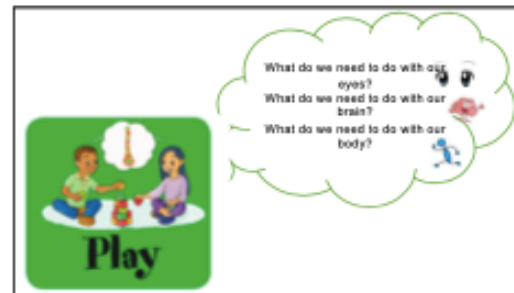 What do we need to do with our
eyes?
What do we need to do with our
brain?
What do we need to do with our
body?
Play